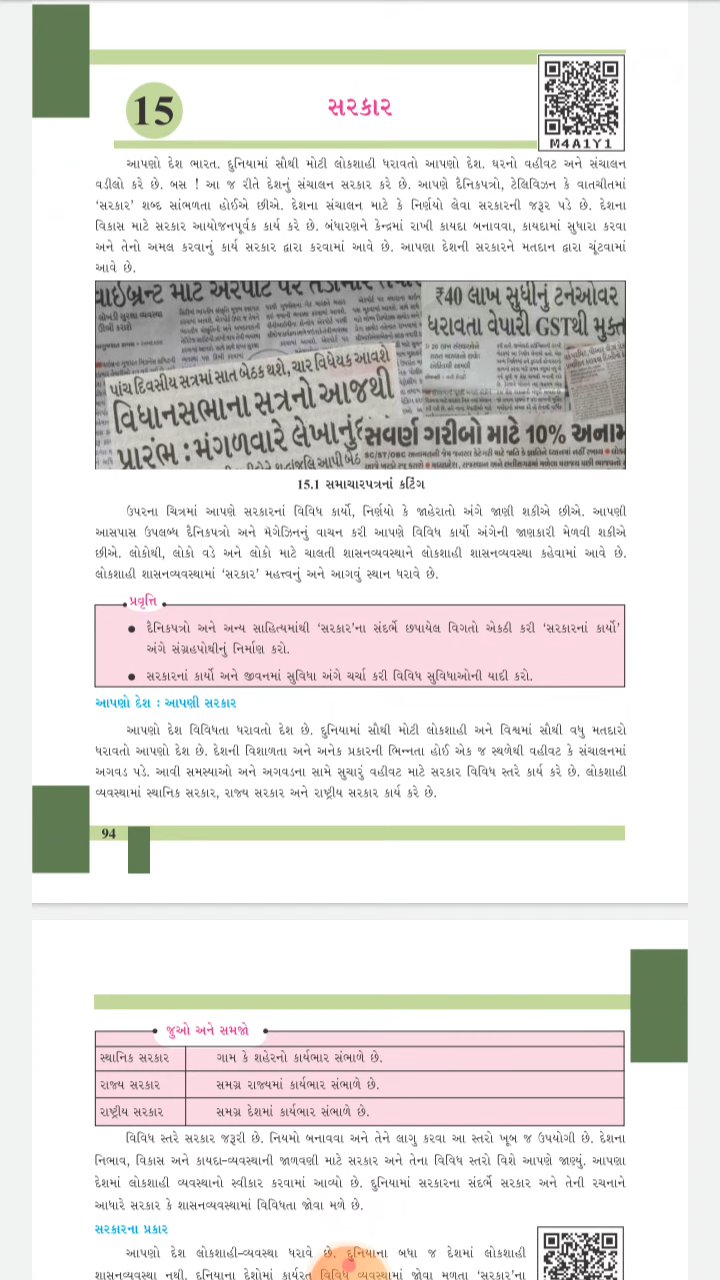 15
સરકાર
M4A1Y1
આપણો દેશ ભારત. દુનિયામાં સૌથી મોટી લોકશાહી ધરાવતો આપણો દેશ. ઘરનો વહીવટ અને સંચાલન
વડીલો કરે છે. બસ ! આ જ રીતે દેશનું સંચાલન સરકાર કરે છે. આપણે દૈનિકપત્રો, ટેલિવિઝન કે વાતચીતમાં
‘સરકાર’ શબ્દ સાંભળતા હોઈએ છીએ. દેશના સંચાલન માટે કે નિર્ણયો લેવા સરકારની જરૂર પડે છે. દેશના
વિકાસ માટે સરકાર આયોજનપૂર્વક કાર્ય કરે છે. બંધારણને કેન્દ્રમાં રાખી કાયદા બનાવવા, કાયદામાં સુધારા કરવા
અને તેનો અમલ કરવાનું કાર્ય સરકાર દ્વારા કરવામાં આવે છે. આપણા દેશની સરકારને મતદાન દ્વારા ચૂંટવામાં
આવે છે.
વાઇબ્રન્ટ માટે એરપોર્ટ પર
₹40 લાખ સુધીનું ટર્નઓવર
ધરાવતા વેપારી GSTથી મુક્ત
પાંચ દિવસીય સત્રમાં સાત બેઠક થશે, ચાર વિધેયક આવશે
વિધાનસભાના સત્રનો આજથી
પ્રારંભ : મંગળવારે લેખાનુદ
સવર્ણ ગરીબો માટે 10% અનામ
15.1 સમાચારપત્રનાં કટિંગ
ઉપરના ચિત્રમાં આપણે સરકારનાં વિવિધ કાર્યો, નિર્ણયો કે જાહેરાતો અંગે જાણી શકીએ છીએ. આપણી
આસપાસ ઉપલબ્ધ દૈનિકપત્રો અને મૅગેઝિનનું વાચન કરી આપણે વિવિધ કાર્યો અંગેની જાણકારી મેળવી શકીએ
છીએ. લોકોથી, લોકો વડે અને લોકો માટે ચાલતી શાસનવ્યવસ્થાને લોકશાહી શાસનવ્યવસ્થા કહેવામાં આવે છે.
લોકશાહી શાસનવ્યવસ્થામાં ‘સરકાર’ મહત્ત્વનું અને આગવું સ્થાન ધરાવે છે.
પ્રવૃત્તિ
● દૈનિકપત્રો અને અન્ય સાહિત્યમાંથી ‘સરકાર’ના સંદર્ભે છપાયેલ વિગતો એકઠી કરી ‘સરકારનાં કાર્યો’
અંગે સંગ્રહપોથીનું નિર્માણ કરો.
● સરકારનાં કાર્યો અને જીવનમાં સુવિધા અંગે ચર્ચા કરી વિવિધ સુવિધાઓની યાદી કરો.
આપણો દેશ : આપણી સરકાર
આપણો દેશ વિવિધતા ધરાવતો દેશ છે. દુનિયામાં સૌથી મોટી લોકશાહી અને વિશ્વમાં સૌથી વધુ મતદારો
ધરાવતો આપણો દેશ છે. દેશની વિશાળતા અને અનેક પ્રકારની ભિન્નતા હોઈ એક જ સ્થળેથી વહીવટ કે સંચાલનમાં
અગવડ પડે. આવી સમસ્યાઓ અને અગવડના સામે સુચારું વહીવટ માટે સરકાર વિવિધ સ્તરે કાર્ય કરે છે. લોકશાહી
વ્યવસ્થામાં સ્થાનિક સરકાર, રાજ્ય સરકાર અને રાષ્ટ્રીય સરકાર કાર્ય કરે છે.
94
જુઓ અને સમજો
સ્થાનિક સરકાર ગામ કે શહેરનો કાર્યભાર સંભાળે છે.
રાજ્ય સરકાર સમગ્ર રાજ્યમાં કાર્યભાર સંભાળે છે.
રાષ્ટ્રીય સરકાર સમગ્ર દેશમાં કાર્યભાર સંભાળે છે.
વિવિધ સ્તરે સરકાર જરૂરી છે. નિયમો બનાવવા અને તેને લાગુ કરવા આ સ્તરો ખૂબ જ ઉપયોગી છે. દેશના
નિભાવ, વિકાસ અને કાયદા-વ્યવસ્થાની જાળવણી માટે સરકાર અને તેના વિવિધ સ્તરો વિશે આપણે જાણ્યું. આપણા
દેશમાં લોકશાહી વ્યવસ્થાનો સ્વીકાર કરવામાં આવ્યો છે. દુનિયામાં સરકારના સંદર્ભે સરકાર અને તેની રચનાને
આધારે સરકાર કે શાસનવ્યવસ્થામાં વિવિધતા જોવા મળે છે.
સરકારના પ્રકાર
આપણો દેશ લોકશાહી-વ્યવસ્થા ધરાવે છે. દુનિયાના બધા જ દેશમાં લોકશાહી
શાસનવ્યવસ્થા નથી. દુનિયાના દેશોમાં કાર્યરત વિવિધ વ્યવસ્થામાં જોવા મળતા ‘સરકાર’ના